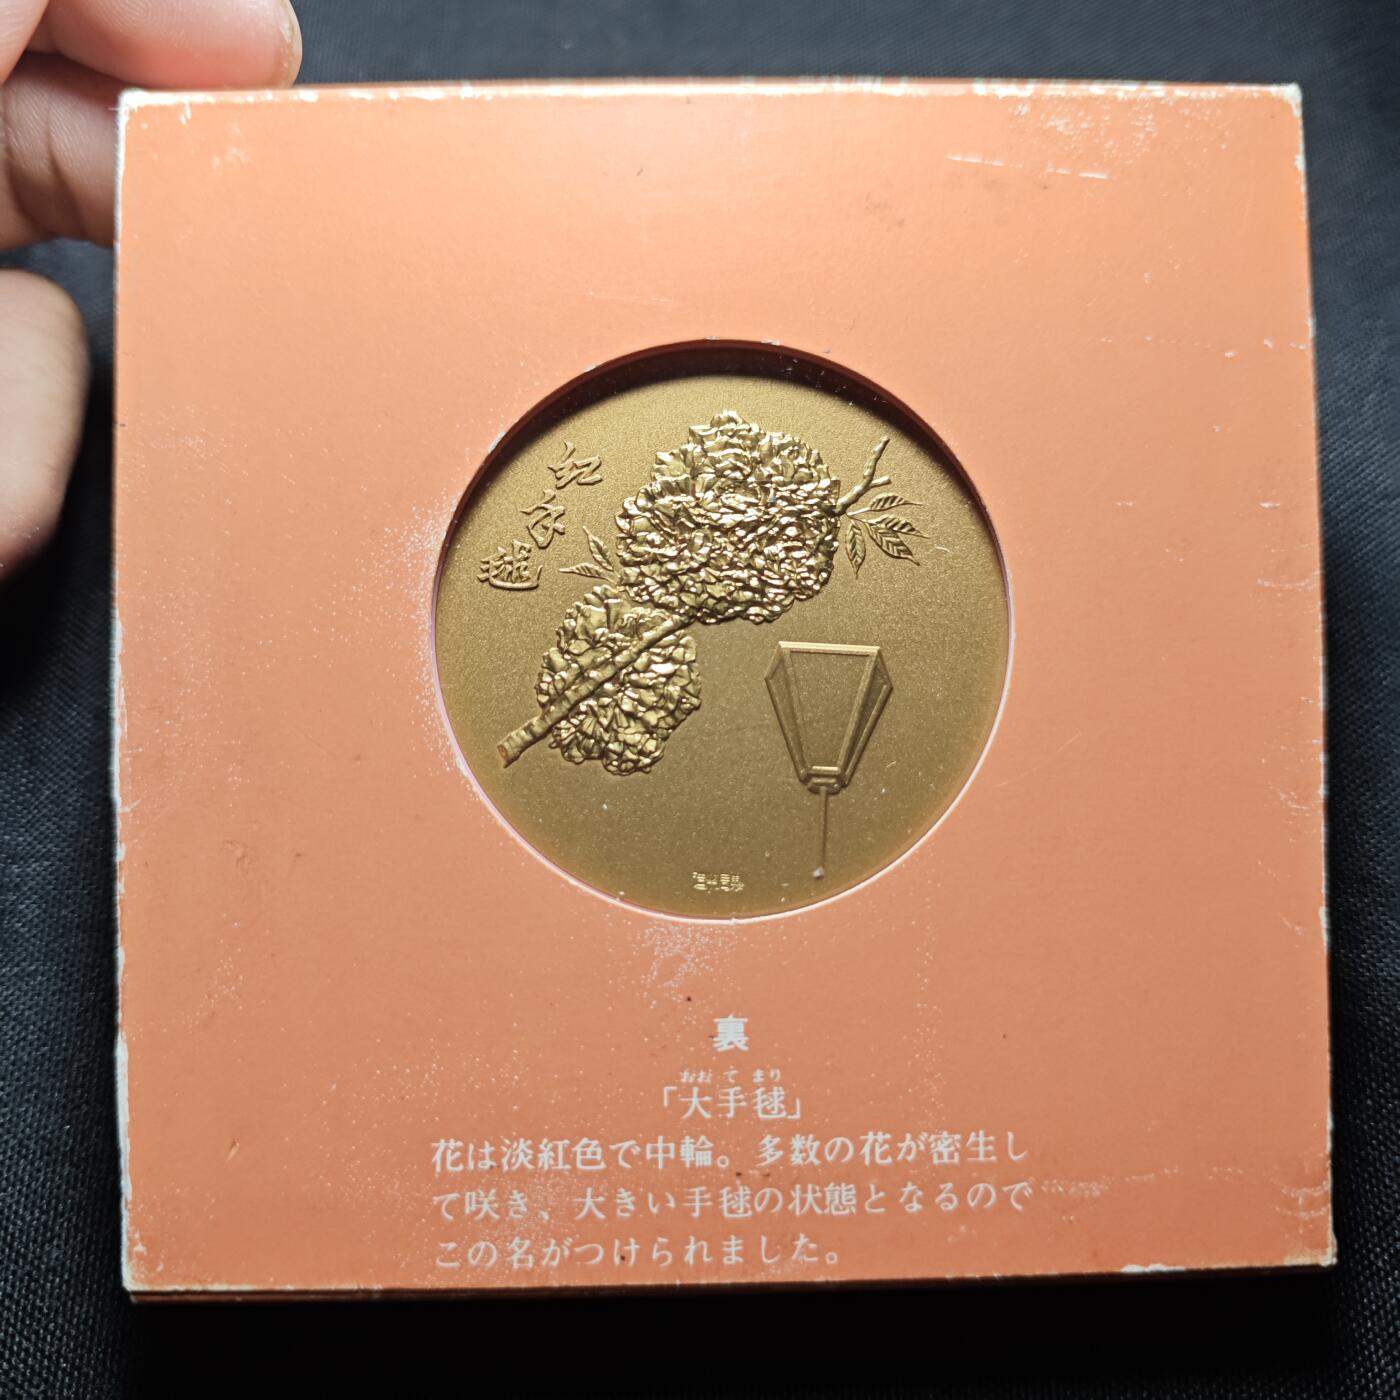 裏
おおてまり
「大手毬」
花は淡紅色で中輪。多数の花が密生し
て咲き、大きい手毬の状態となるので
この名がつけられました。